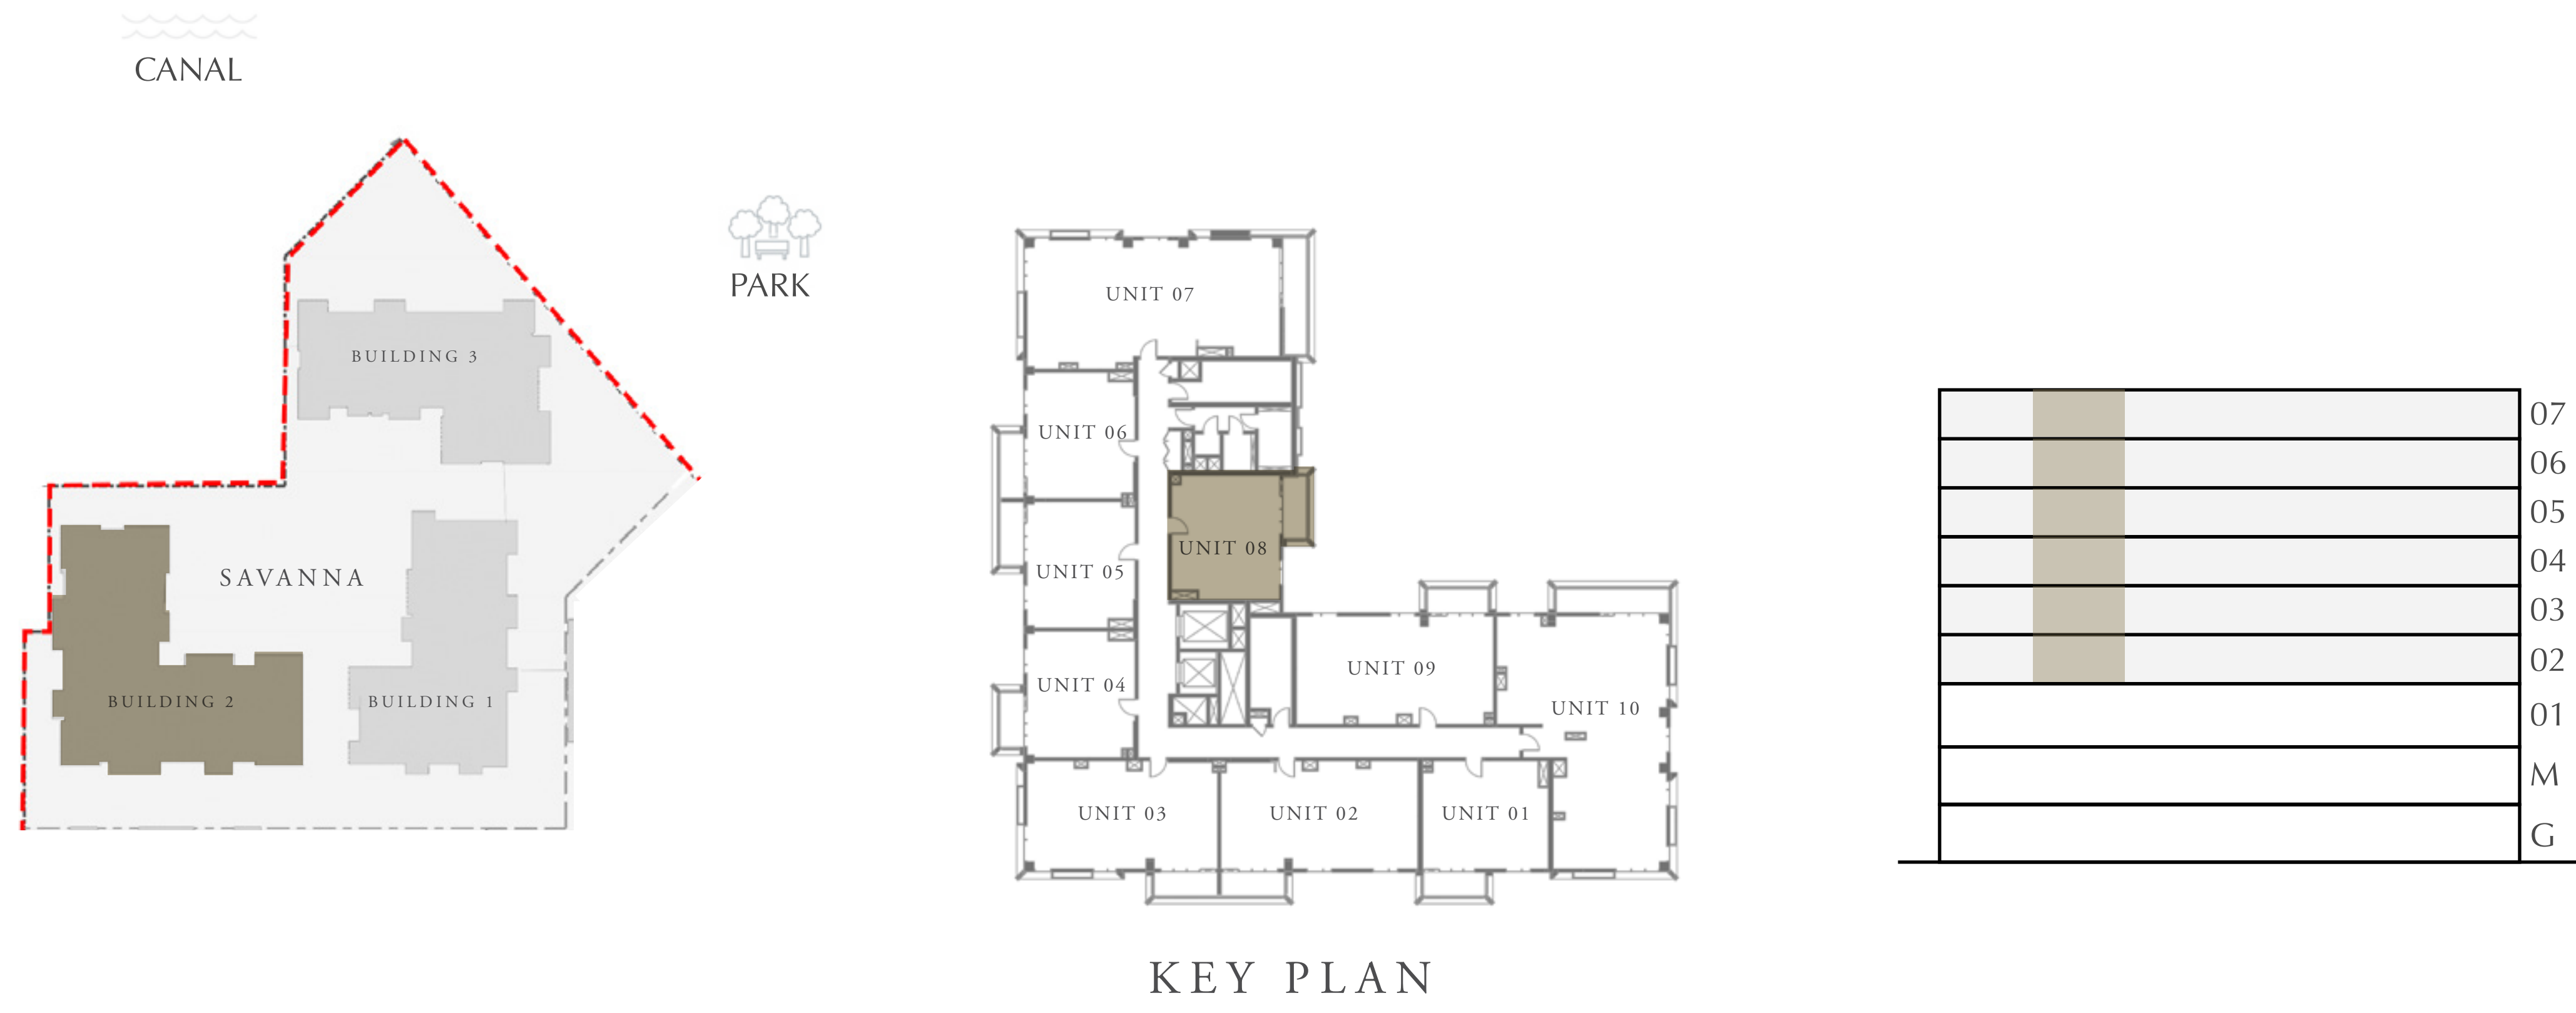 CANAL
PARK
BUILDING 3
SAVANNA
BUILDING 2
BUILDING 1
UNIT 07
UNIT 06
UNIT 05
UNIT 08
UNIT 04
UNIT 09
UNIT 10
UNIT 03
UNIT 02
UNIT 01
KEY PLAN
07
06
05
04
03
02
01
M
G